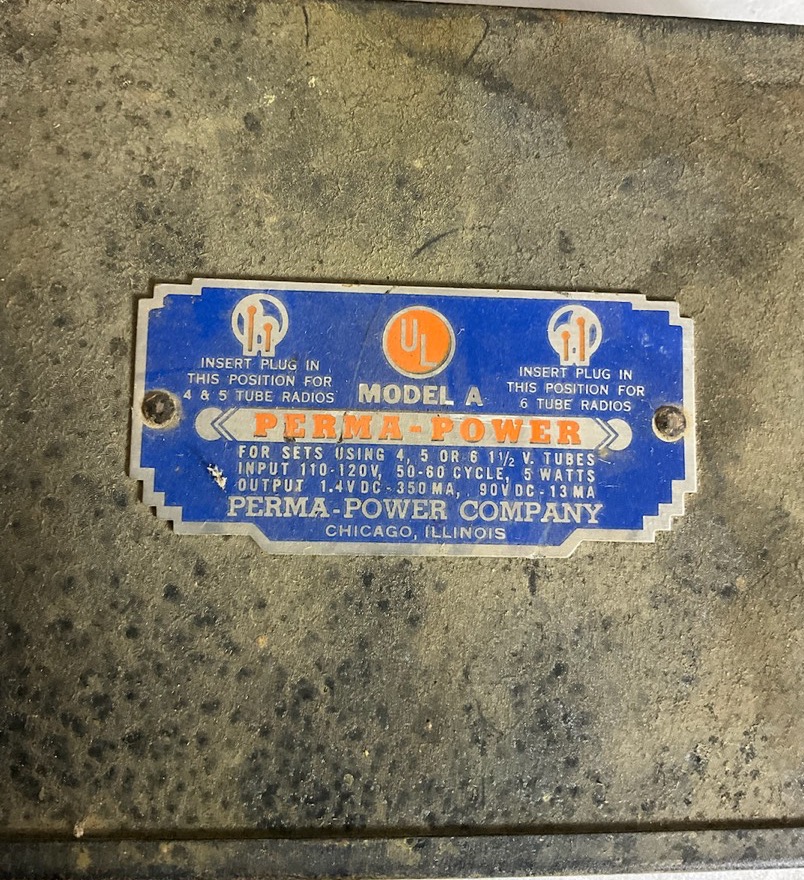 INSERT PLUG IN
THIS POSITION FOR
4 & 5 TUBE RADIOS
UL
MODEL A
INSERT PLUG IN
THIS POSITION FOR
6 TUBE RADIOS
PERMA-POWER
FOR SETS USING 4, 5 OR 6 1½ V. TUBES
INPUT 110-120V, 50-60 CYCLE, 5 WATTS
OUTPUT 1.4VDC-350MA, 90VDC-13MA
PERMA-POWER COMPANY
CHICAGO, ILLINOIS